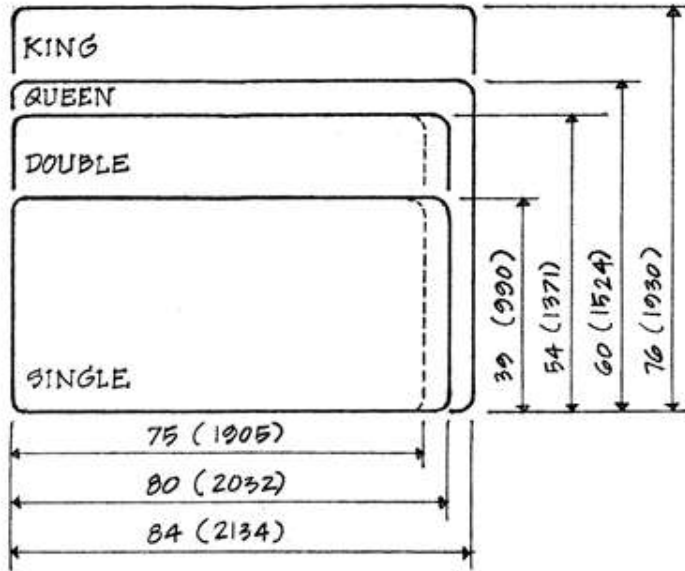 KING
QUEEN
DOUBLE
SINGLE
39 (990)
54 (1371)
60 (1524)
76 (1930)
75 (1905)
80 (2032)
84 (2134)